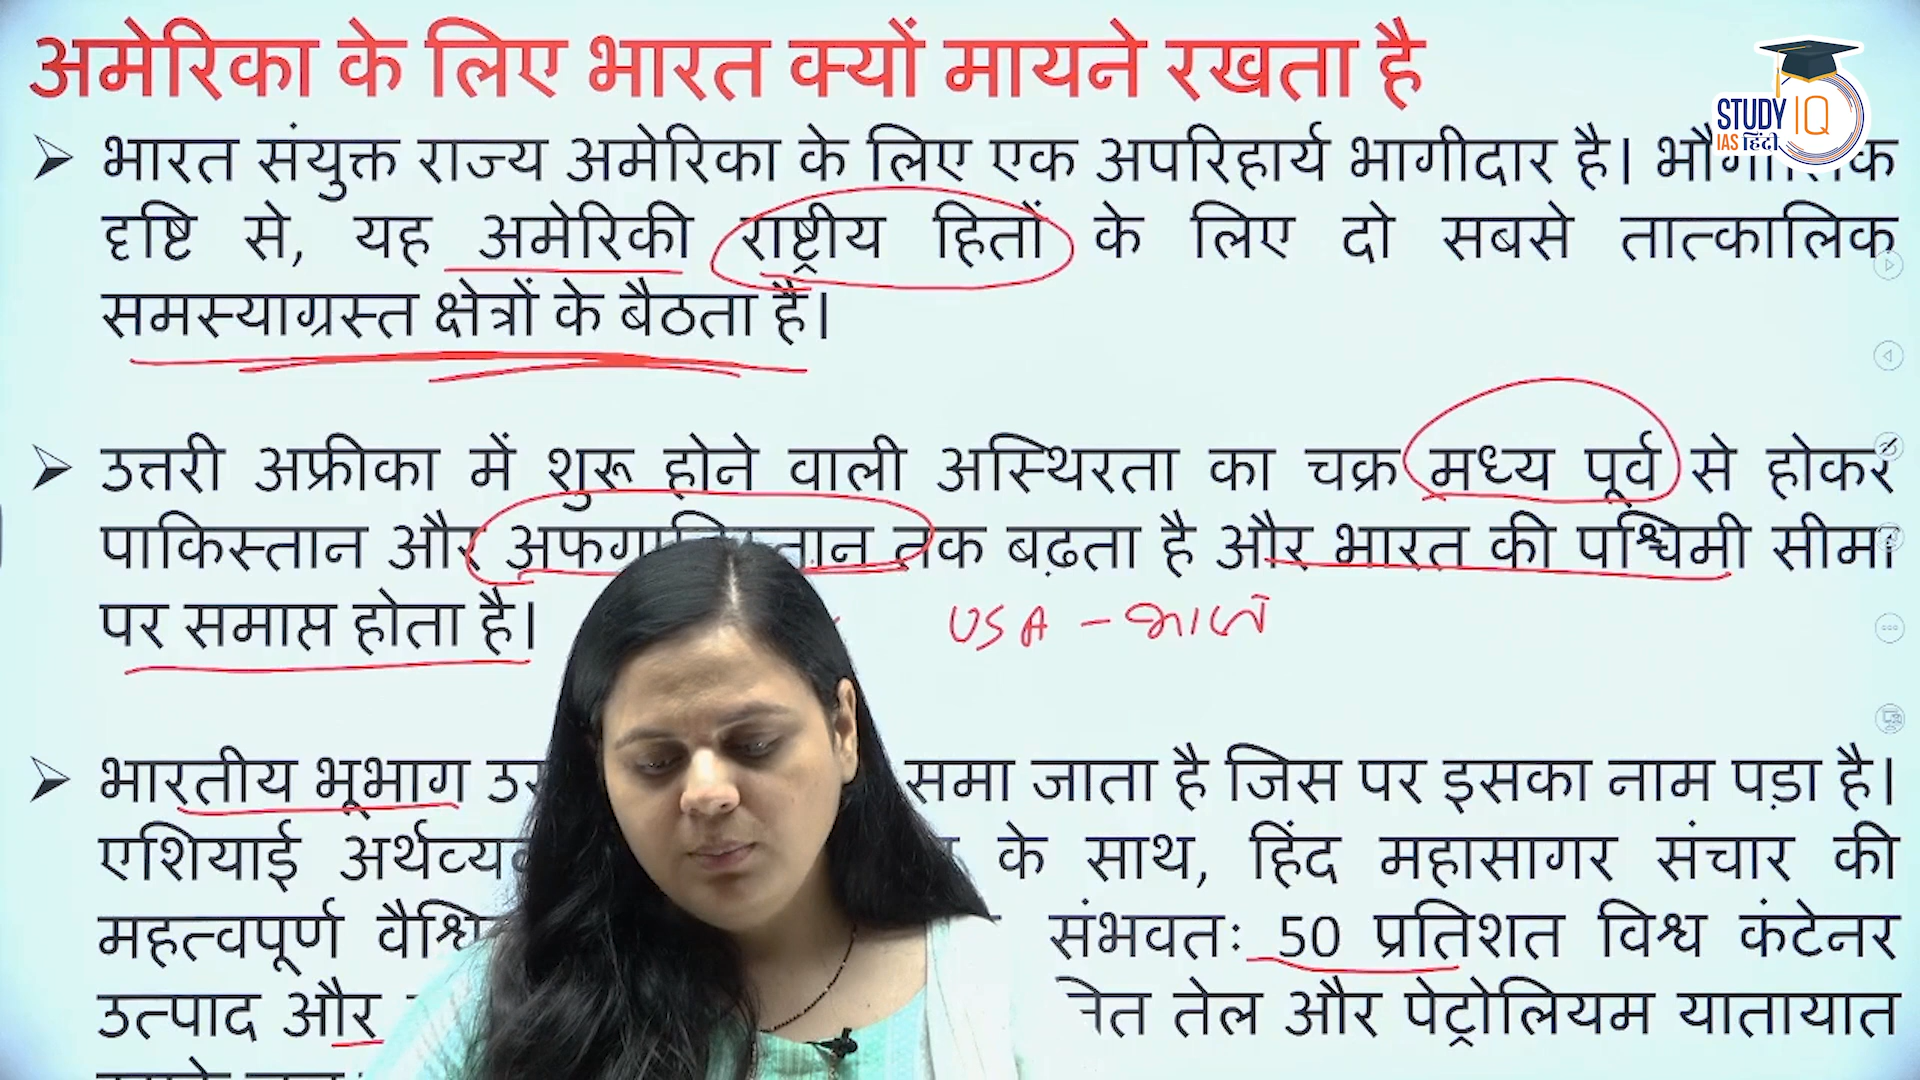 अमेरिका के लिए भारत क्यों मायने रखता है
STUDY IQ
IAS हिंदी
भारत संयुक्त राज्य अमेरिका के लिए एक अपरिहार्य भागीदार है।
दृष्टि से, यह अमेरिकी राष्ट्रीय हितों के लिए दो सबसे तात्कालिक
समस्याग्रस्त क्षेत्रों के बैठता है।
उत्तरी अफ्रीका में शुरू होने वाली अस्थिरता का चक्र मध्य पूर्व से होकर
पाकिस्तान और तक बढ़ता है और भारत की पश्चिमी सीमा
पर समाप्त होता है।
USA -
भारतीय भूभाग समा जाता है जिस पर इसका नाम पड़ा है।
एशियाई के साथ, हिंद महासागर संचार की
महत्वपूर्ण संभवतः 50 प्रतिशत विश्व कंटेनर
उत्पाद और तेल और पेट्रोलियम यातायात